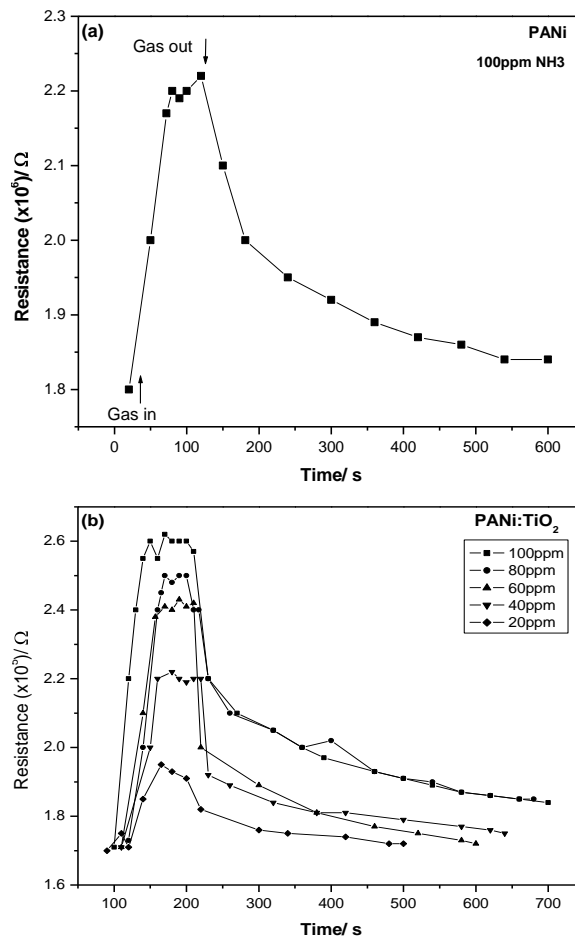 (a)
PANi
100ppm NH3
Gas out
Gas in
Resistance (x10⁶)/ Ω
2.3
2.2
2.1
2.0
1.9
1.8
1.7
0 100 200 300 400 500 600
Time/ s
(b)
PANi:TiO₂
100ppm
80ppm
60ppm
40ppm
20ppm
Resistance (x10⁵)/ Ω
2.6
2.4
2.2
2.0
1.8
1.6
100 200 300 400 500 600 700
Time/ s